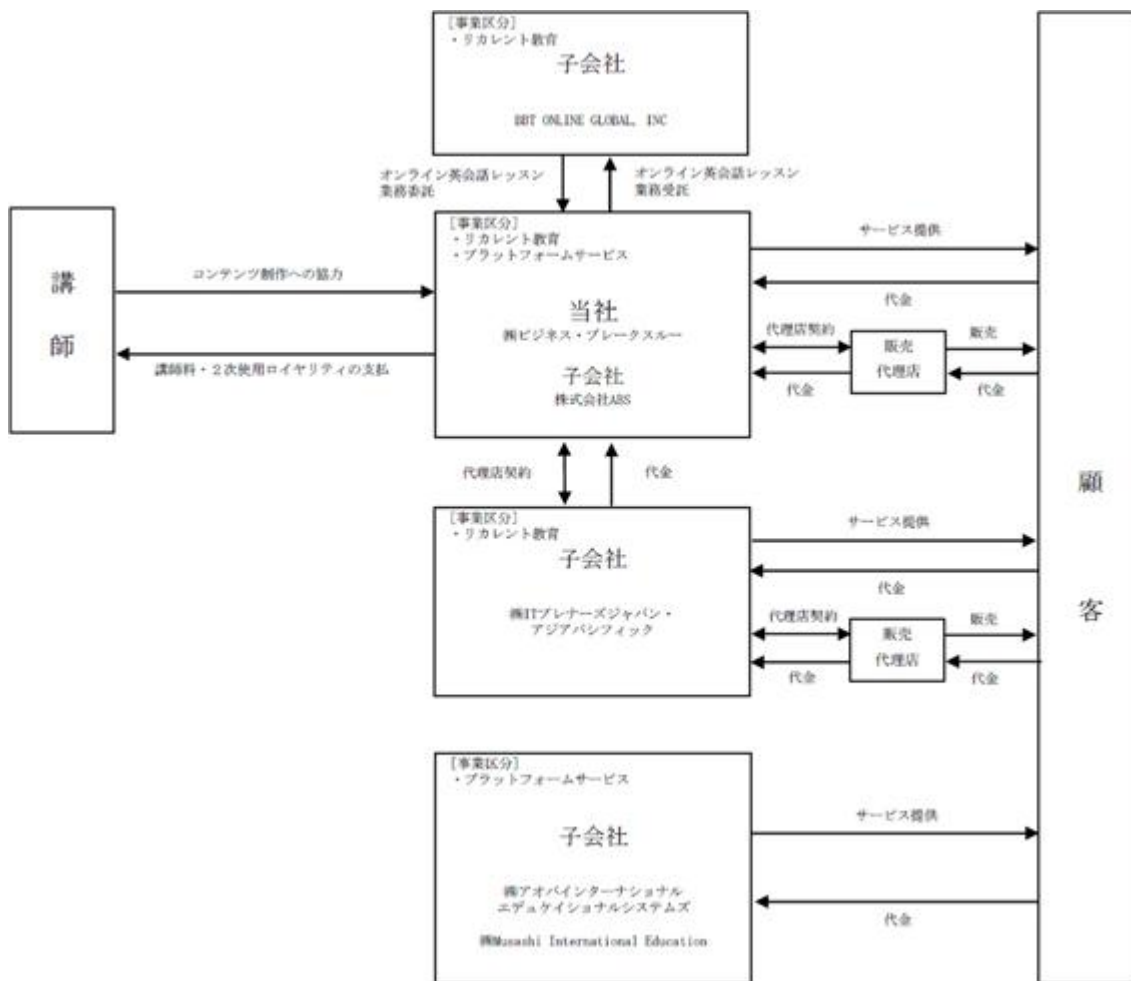 [事業区分]
・リカレント教育
子会社
BBT ONLINE GLOBAL, INC
オンライン英会話レッスン
業務委託
オンライン英会話レッスン
業務受託
講
師
コンテンツ制作への協力
講師料・2次使用ロイヤリティの支払
[事業区分]
・リカレント教育
・プラットフォームサービス
当社
㈱ビジネス・ブレークスルー
子会社
株式会社ABS
サービス提供
代金
代理店契約
代金
販売
代理店
販売
代金
代理店契約
代金
顧
客
[事業区分]
・リカレント教育
子会社
㈱ITプレナーズジャパン・
アジアパシフィック
サービス提供
代金
代理店契約
代金
販売
代理店
販売
代金
[事業区分]
・プラットフォームサービス
子会社
㈱アオバインターナショナル
エデュケイショナルシステムズ
㈱Musashi International Education
サービス提供
代金